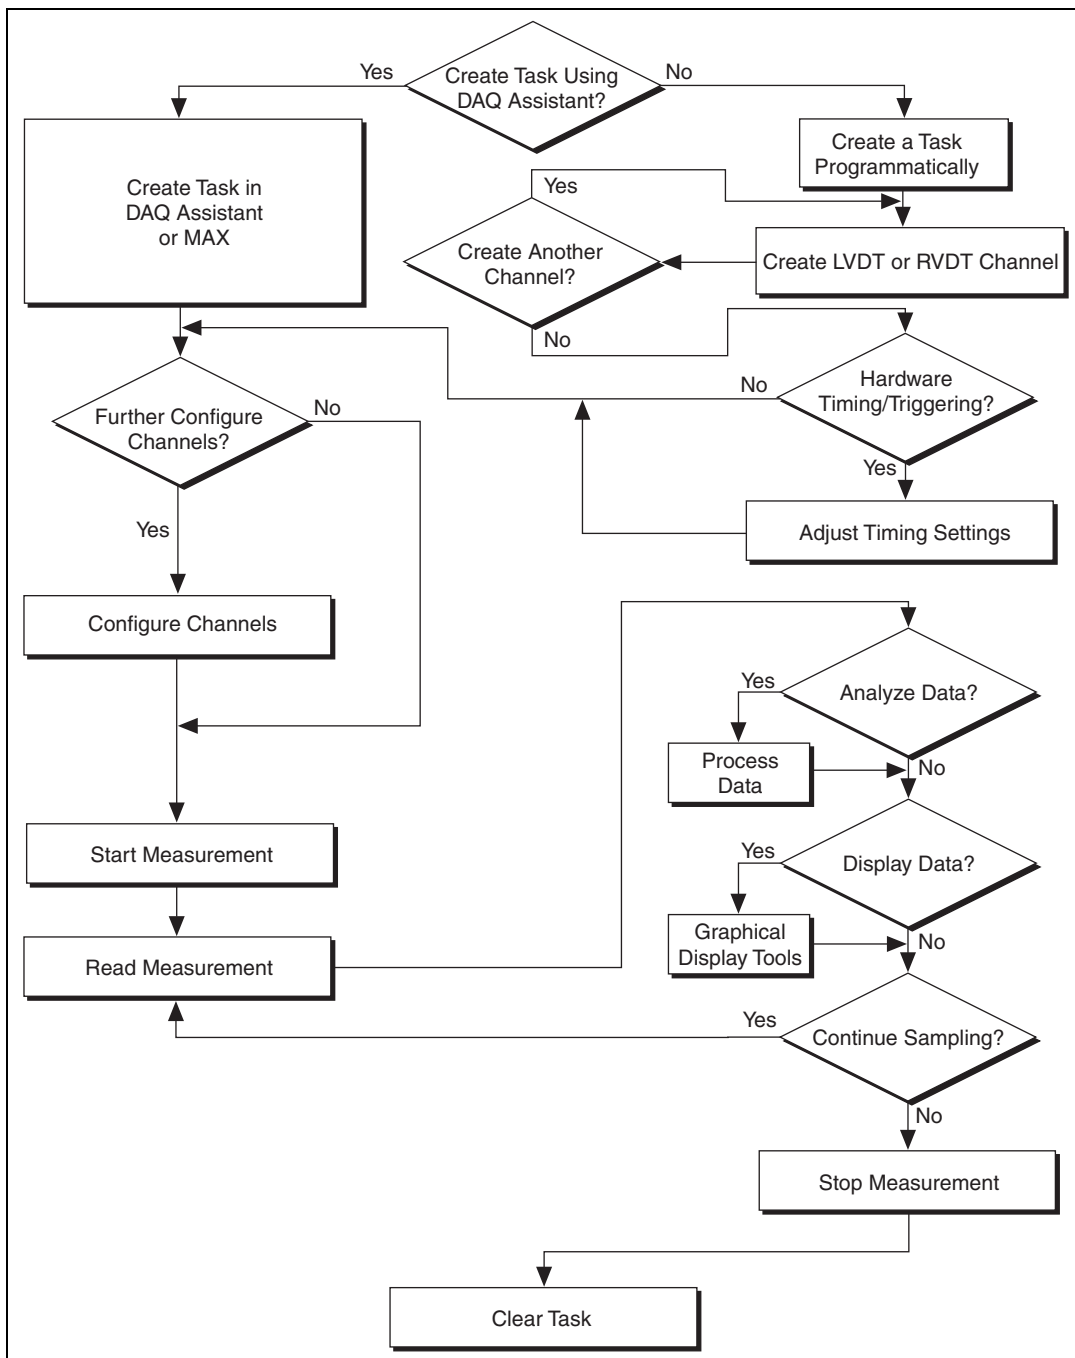 Create Task Using
DAQ Assistant?
Yes
No
Create Task in
DAQ Assistant
or MAX
Create a Task
Programmatically
Yes
Create Another
Channel?
Create LVDT or RVDT Channel
No
Hardware
Timing/Triggering?
No
Yes
Adjust Timing Settings
Further Configure
Channels?
No
Yes
Configure Channels
Start Measurement
Read Measurement
Analyze Data?
Yes
Process
Data
No
Display Data?
Yes
Graphical
Display Tools
No
Continue Sampling?
Yes
No
Stop Measurement
Clear Task